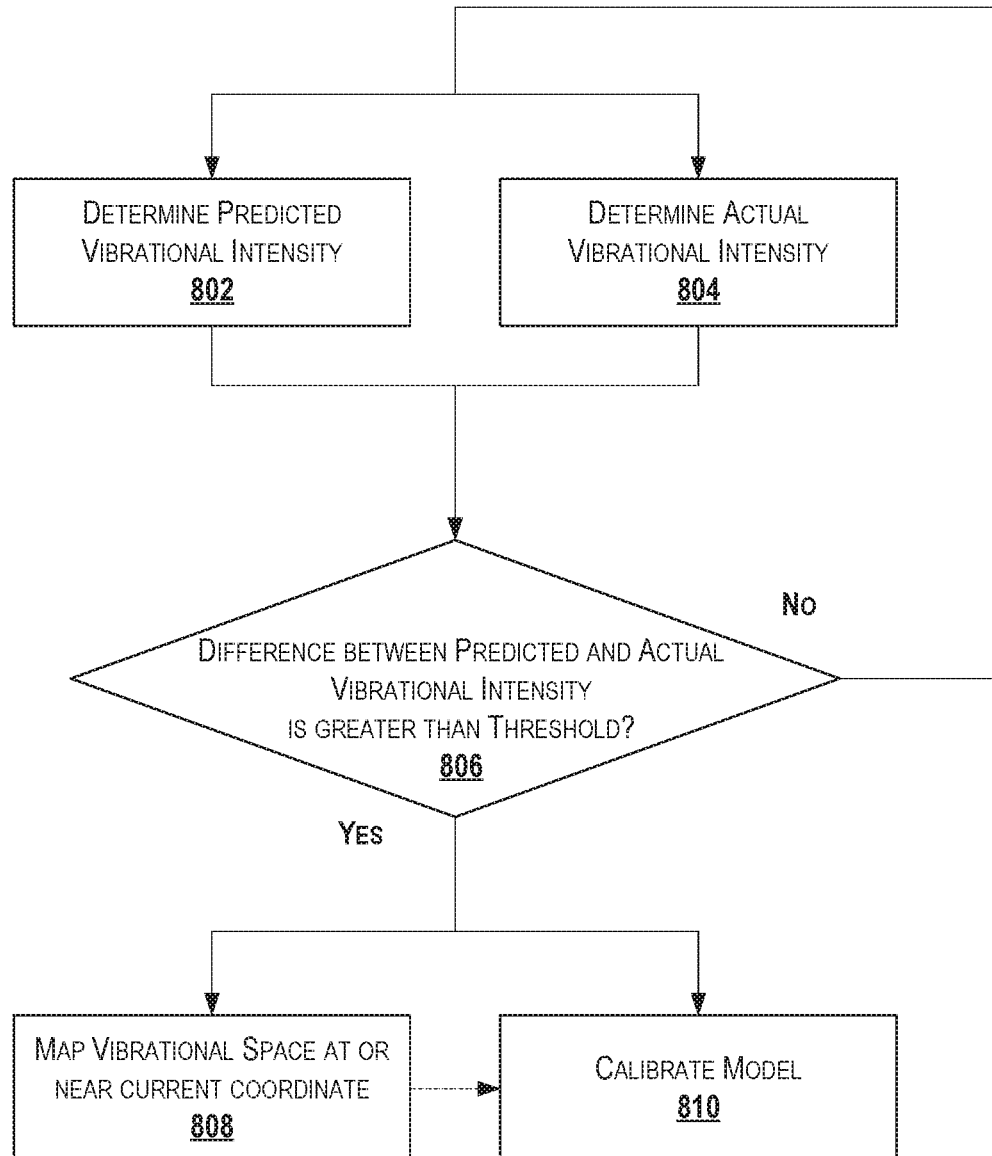 Determine Predicted
Vibrational Intensity
802
Determine Actual
Vibrational Intensity
804
No
Difference between Predicted and Actual
Vibrational Intensity
is greater than Threshold?
806
Yes
Map Vibrational Space at or
near current coordinate
808
Calibrate Model
810